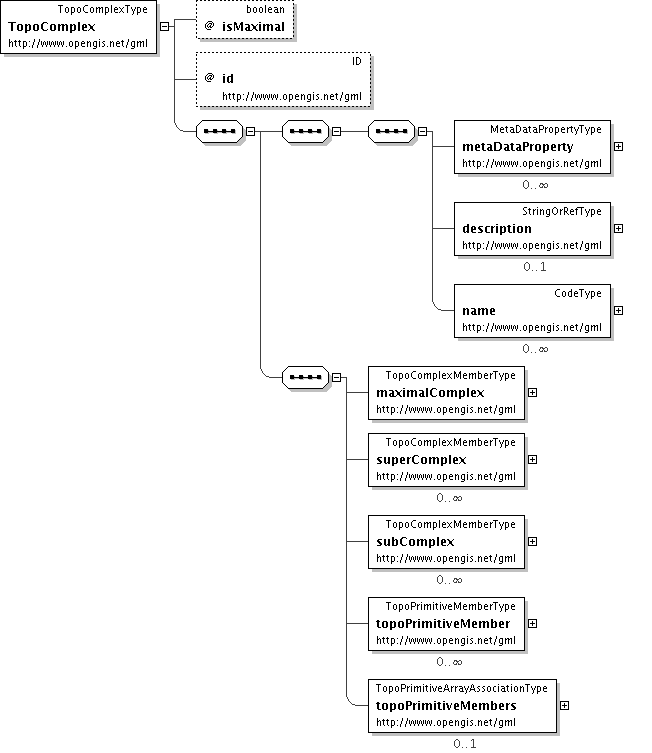 TopoComplexType
TopoComplex
http://www.opengis.net/gml
boolean
@ isMaximal
ID
@ id
http://www.opengis.net/gml
MetaDataPropertyType
metaDataProperty
http://www.opengis.net/gml
0..∞
StringOrRefType
description
http://www.opengis.net/gml
0..1
CodeType
name
http://www.opengis.net/gml
0..∞
TopoComplexMemberType
maximalComplex
http://www.opengis.net/gml
TopoComplexMemberType
superComplex
http://www.opengis.net/gml
0..∞
TopoComplexMemberType
subComplex
http://www.opengis.net/gml
0..∞
TopoPrimitiveMemberType
topoPrimitiveMember
http://www.opengis.net/gml
0..∞
TopoPrimitiveArrayAssociationType
topoPrimitiveMembers
http://www.opengis.net/gml
0..1